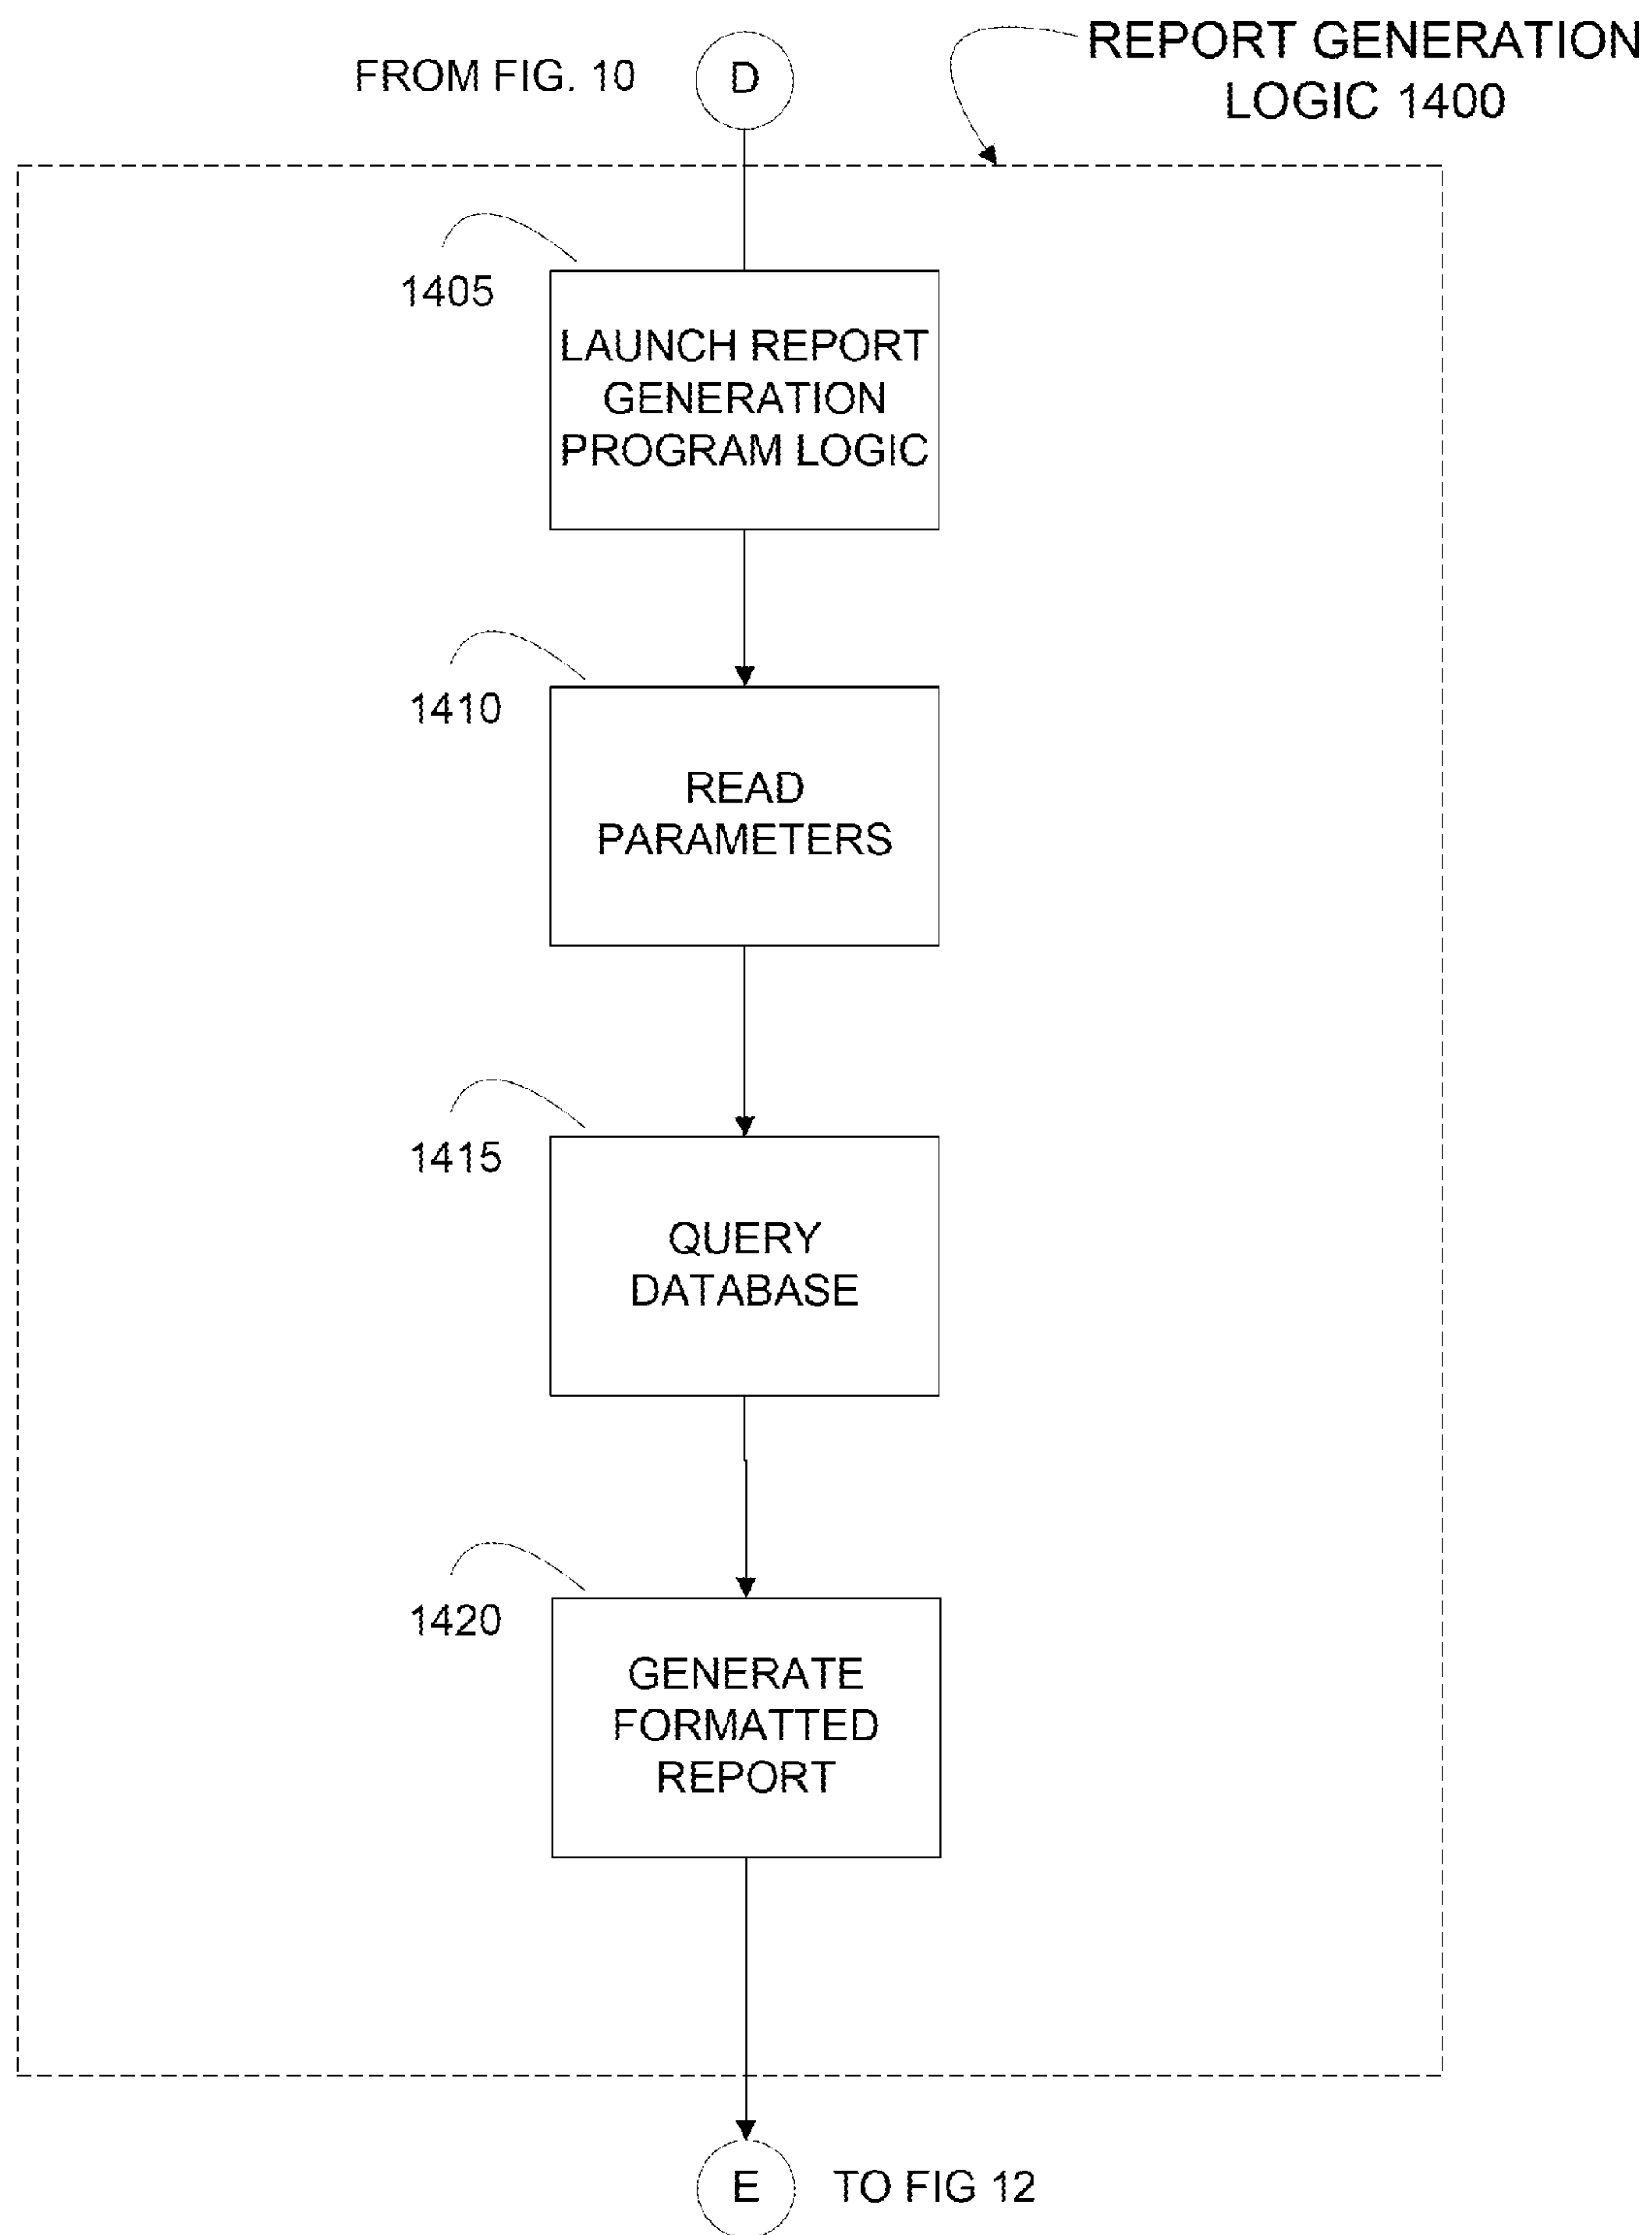 FROM FIG. 10
D
REPORT GENERATION
LOGIC 1400
1405
LAUNCH REPORT
GENERATION
PROGRAM LOGIC
1410
READ
PARAMETERS
1415
QUERY
DATABASE
1420
GENERATE
FORMATTED
REPORT
E
TO FIG 12